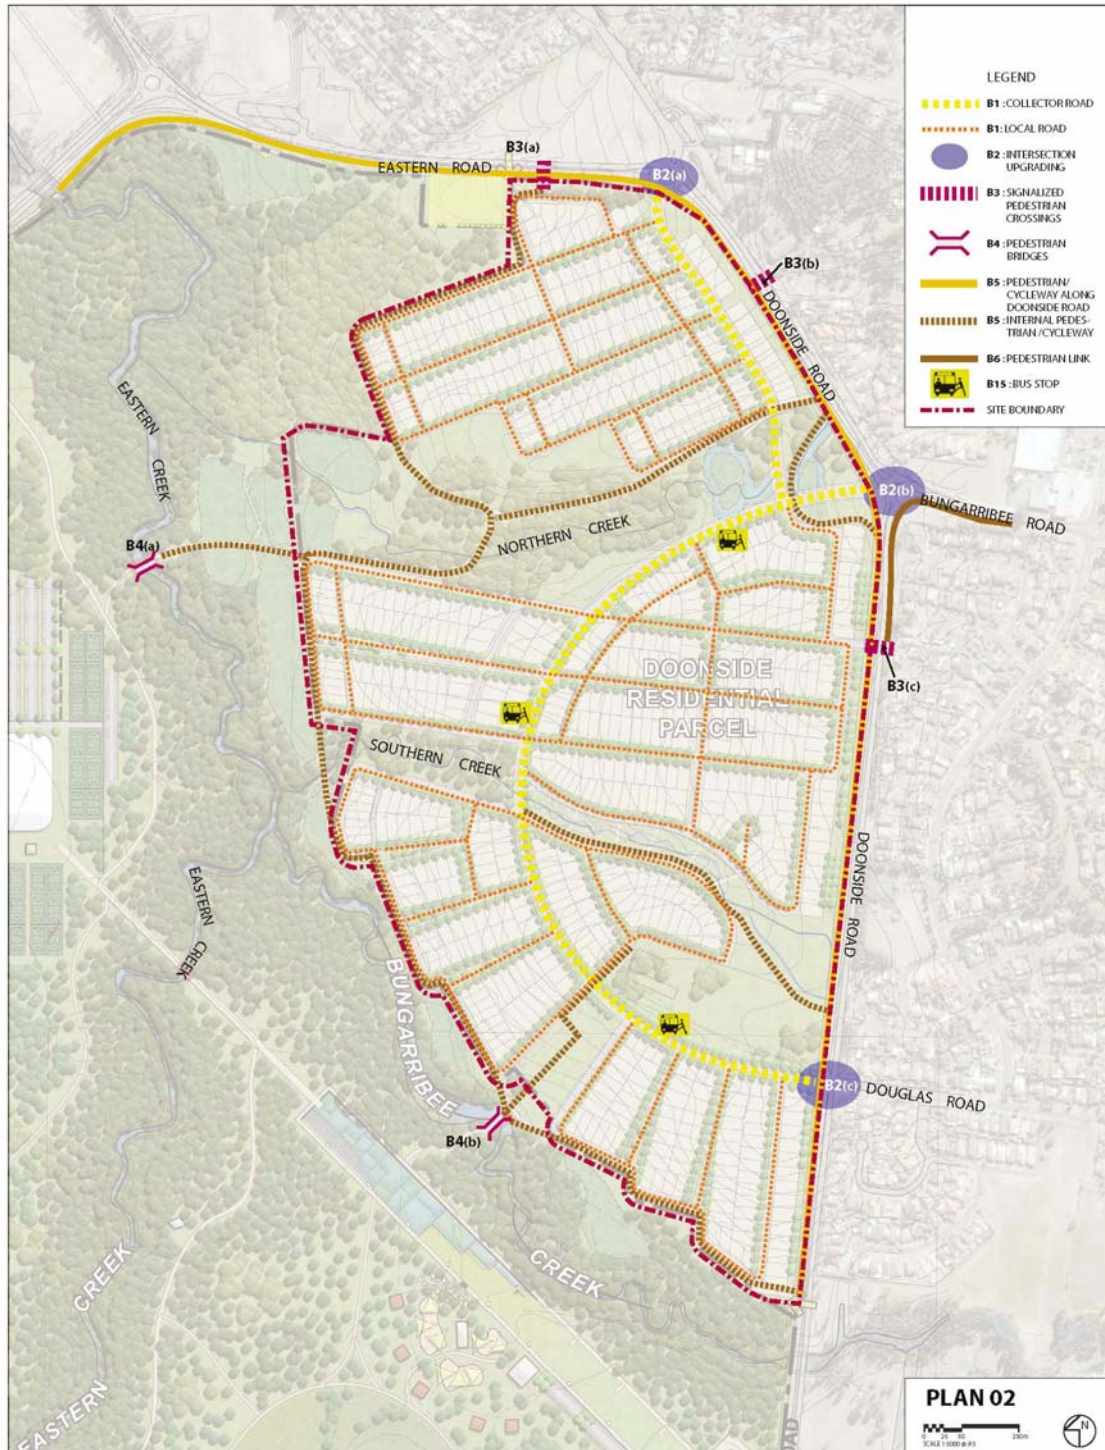 LEGEND
B1 : COLLECTOR ROAD
B1 : LOCAL ROAD
B2 : INTERSECTION
UPGRADING
B3 : SIGNALIZED
PEDESTRIAN
CROSSINGS
B4 : PEDESTRIAN
BRIDGES
B5 : PEDESTRIAN/
CYCLEWAY ALONG
DOONSIDE ROAD
B5 : INTERNAL PEDES-
TRIAN /CYCLEWAY
B6 : PEDESTRIAN LINK
B15 : BUS STOP
SITE BOUNDARY
B3(a)
EASTERN ROAD
B2(a)
B3(b)
DOONSIDE ROAD
EASTERN CREEK
B2(b)
BUNGARRIBEE ROAD
NORTHERN CREEK
B4(a)
DOONSIDE
RESIDENTIAL
PARCEL
B3(c)
SOUTHERN CREEK
DOONSIDE ROAD
EASTERN CREEK
BUNGARRIBEE
B2(c)
DOUGLAS ROAD
B4(b)
CREEK
EASTERN CREEK
ROAD
PLAN 02
N